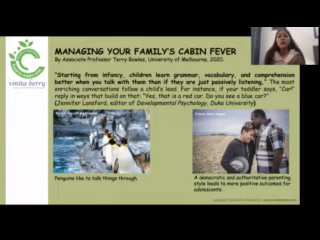 vinita berry
MANAGING YOUR FAMILY'S CABIN FEVER
By Associate Professor Terry Bowles, University of Melbourne, 2020.
"Starting from infancy, children learn grammar, vocabulary, and comprehension
better when you talk with them than if they are just passively listening," The most
enriching conversations follow a child's lead. For instance, if your toddler says, "Car!"
reply in ways that build on that: "Yes, that is a red car. Do you see a blue car?"
(Jennifer Lansford, editor of Developmental Psychology, Duke University)
Penguins like to talk things through.
A democratic and authoritative parenting
style leads to more positive outcomes for
adolescents.